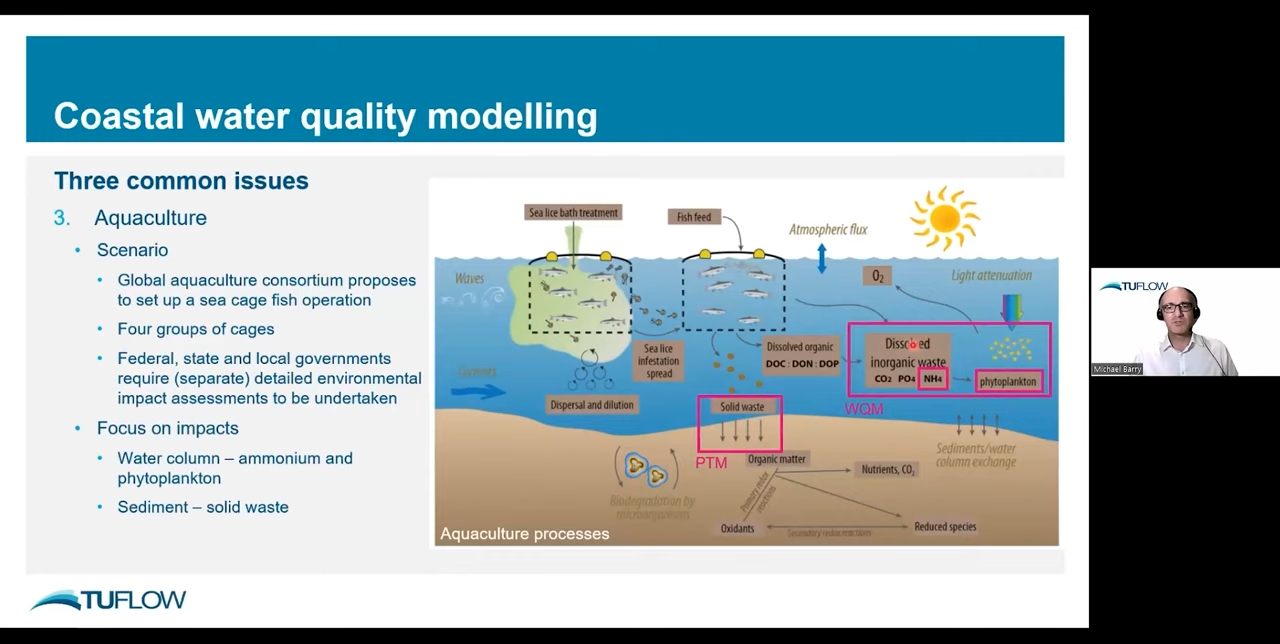 Coastal water quality modelling
Three common issues
3. Aquaculture
• Scenario
• Global aquaculture consortium proposes
to set up a sea cage fish operation
• Four groups of cages
• Federal, state and local governments
require (separate) detailed environmental
impact assessments to be undertaken
• Focus on impacts
• Water column – ammonium and
phytoplankton
• Sediment – solid waste
Sea lice bath treatment
Fish feed
Atmospheric flux
Waves
O2
Light attenuation
Sea lice
infestation
spread
Dissolved organic
DOC : DON : DOP
inorganic waste
CO2 PO4 NH4
phytoplankton
WQM
Currents
Dispersal and dilution
Solid waste
PTM
Organic matter
Nutrients, CO2
Sediments/water
column exchange
Biodegradation by
microorganisms
Primary redox
reactions
Oxidants
Secondary redox reactions
Reduced species
Aquaculture processes
TUFLOW
TUFLOW
Michael Barry